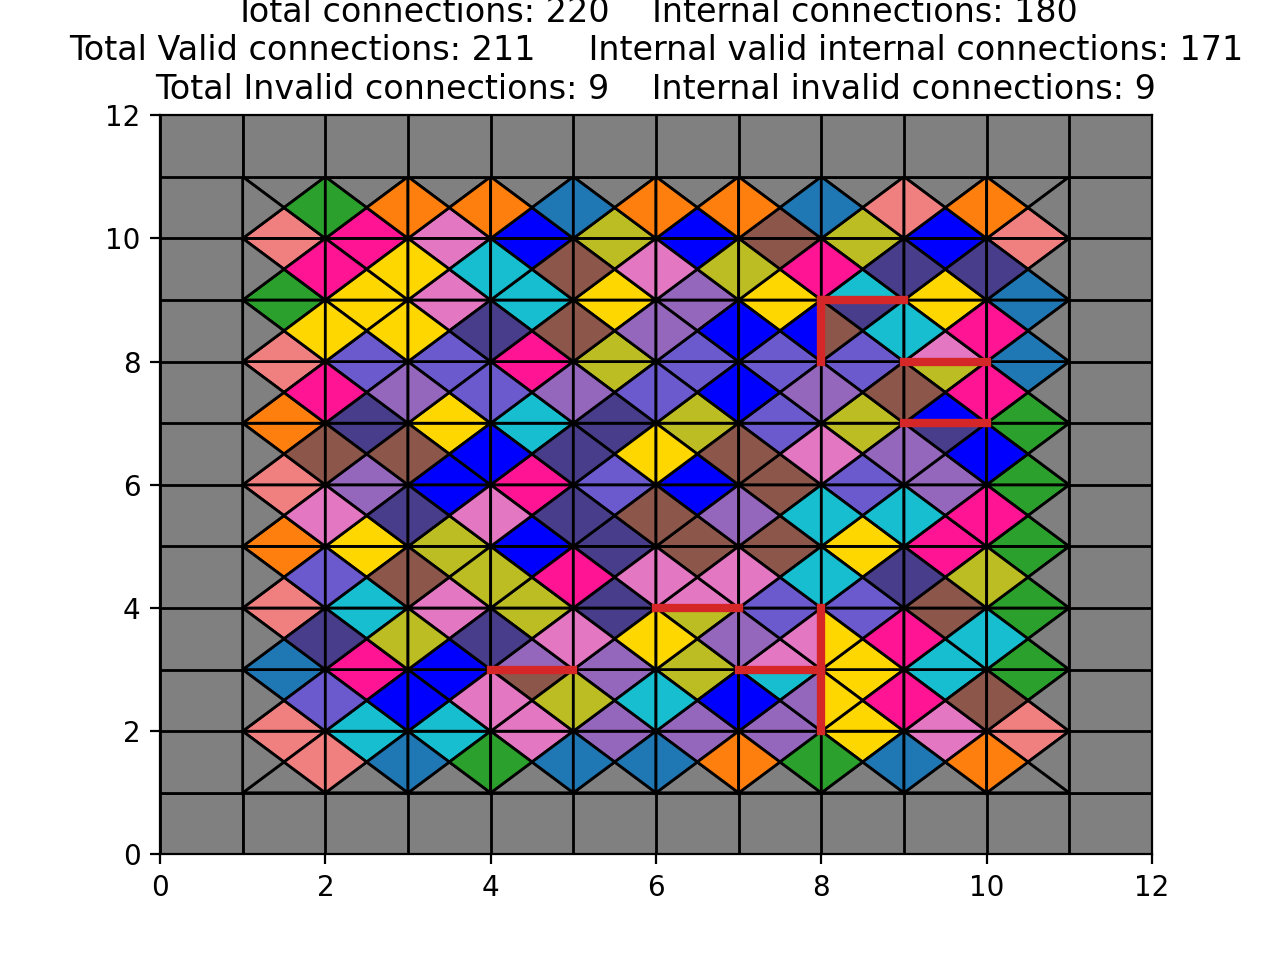 Total connections: 220 Internal connections: 180
Total Valid connections: 211 Internal valid internal connections: 171
Total Invalid connections: 9 Internal invalid connections: 9
12
10
8
6
4
2
0
0 2 4 6 8 10 12